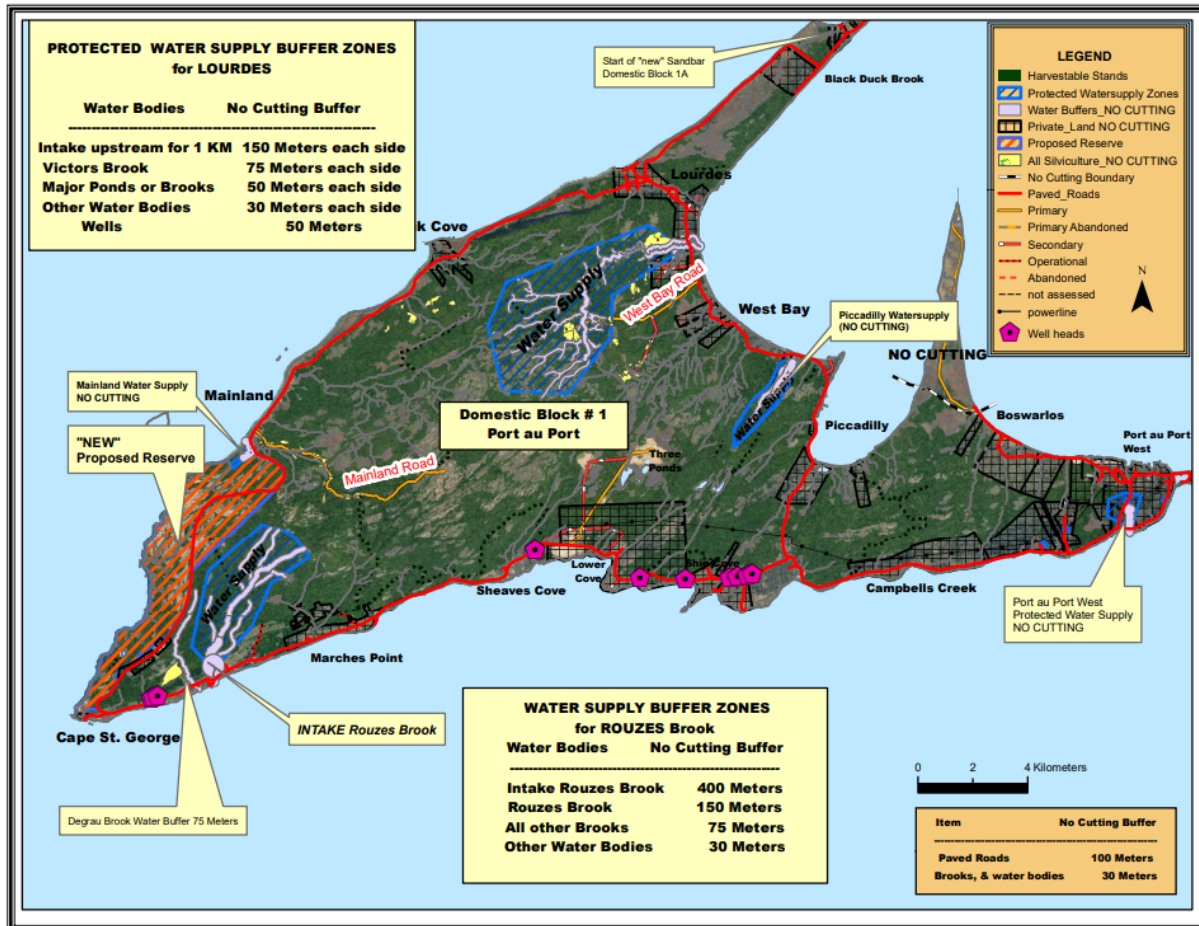 PROTECTED WATER SUPPLY BUFFER ZONES
for LOURDES
Water Bodies No Cutting Buffer
Intake upstream for 1 KM 150 Meters each side
Victors Brook 75 Meters each side
Major Ponds or Brooks 50 Meters each side
Other Water Bodies 30 Meters each side
Wells 50 Meters
Start of "new" Sandbar
Domestic Block 1A
Black Duck Brook
LEGEND
Harvestable Stands
Protected Watersupply Zones
Water Buffers_NO CUTTING
Private_Land NO CUTTING
Proposed Reserve
All Silviculture_NO CUTTING
No Cutting Boundary
Paved_Roads
Primary
Primary Abandoned
Secondary
Operational
Abandoned
not assessed
powerline
Well heads
N
Lourdes
k Cove
Water Supply
West Bay Road
West Bay
Piccadilly Watersupply
(NO CUTTING)
NO CUTTING
Mainland Water Supply
NO CUTTING
Mainland
Water Supply
Boswarlos
"NEW"
Proposed Reserve
Domestic Block # 1
Port au Port
Piccadilly
Port au Port
West
Mainland Road
Three
Ponds
Water Supply
Lower
Cove
Ship Cove
Sheaves Cove
Campbells Creek
Port au Port West
Protected Water Supply
NO CUTTING
Marches Point
Cape St. George
INTAKE Rouzes Brook
Degrau Brook Water Buffer 75 Meters
WATER SUPPLY BUFFER ZONES
for ROUZES Brook
Water Bodies No Cutting Buffer
Intake Rouzes Brook 400 Meters
Rouzes Brook 150 Meters
All other Brooks 75 Meters
Other Water Bodies 30 Meters
0 2 4 Kilometers
Item No Cutting Buffer
Paved Roads 100 Meters
Brooks, & water bodies 30 Meters